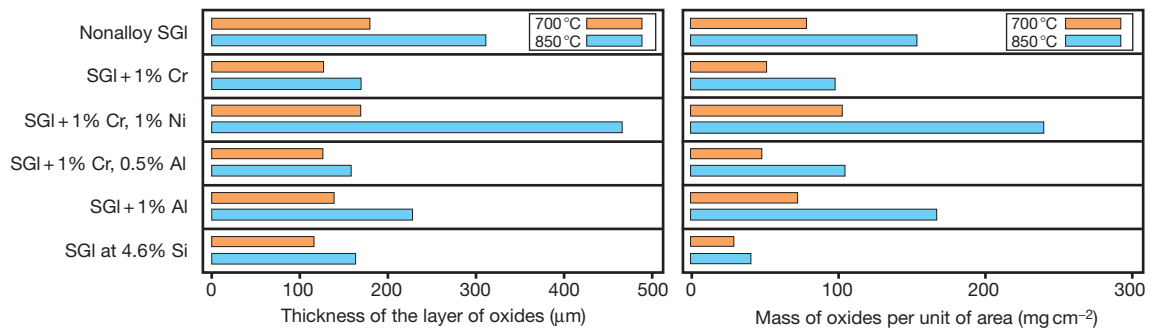 Nonalloy SGI
SGI + 1% Cr
SGI + 1% Cr, 1% Ni
SGI + 1% Cr, 0.5% Al
SGI + 1% Al
SGI at 4.6% Si
700 °C
850 °C
0 100 200 300 400 500
Thickness of the layer of oxides (μm)
700 °C
850 °C
0 100 200 300
Mass of oxides per unit of area (mg cm⁻²)